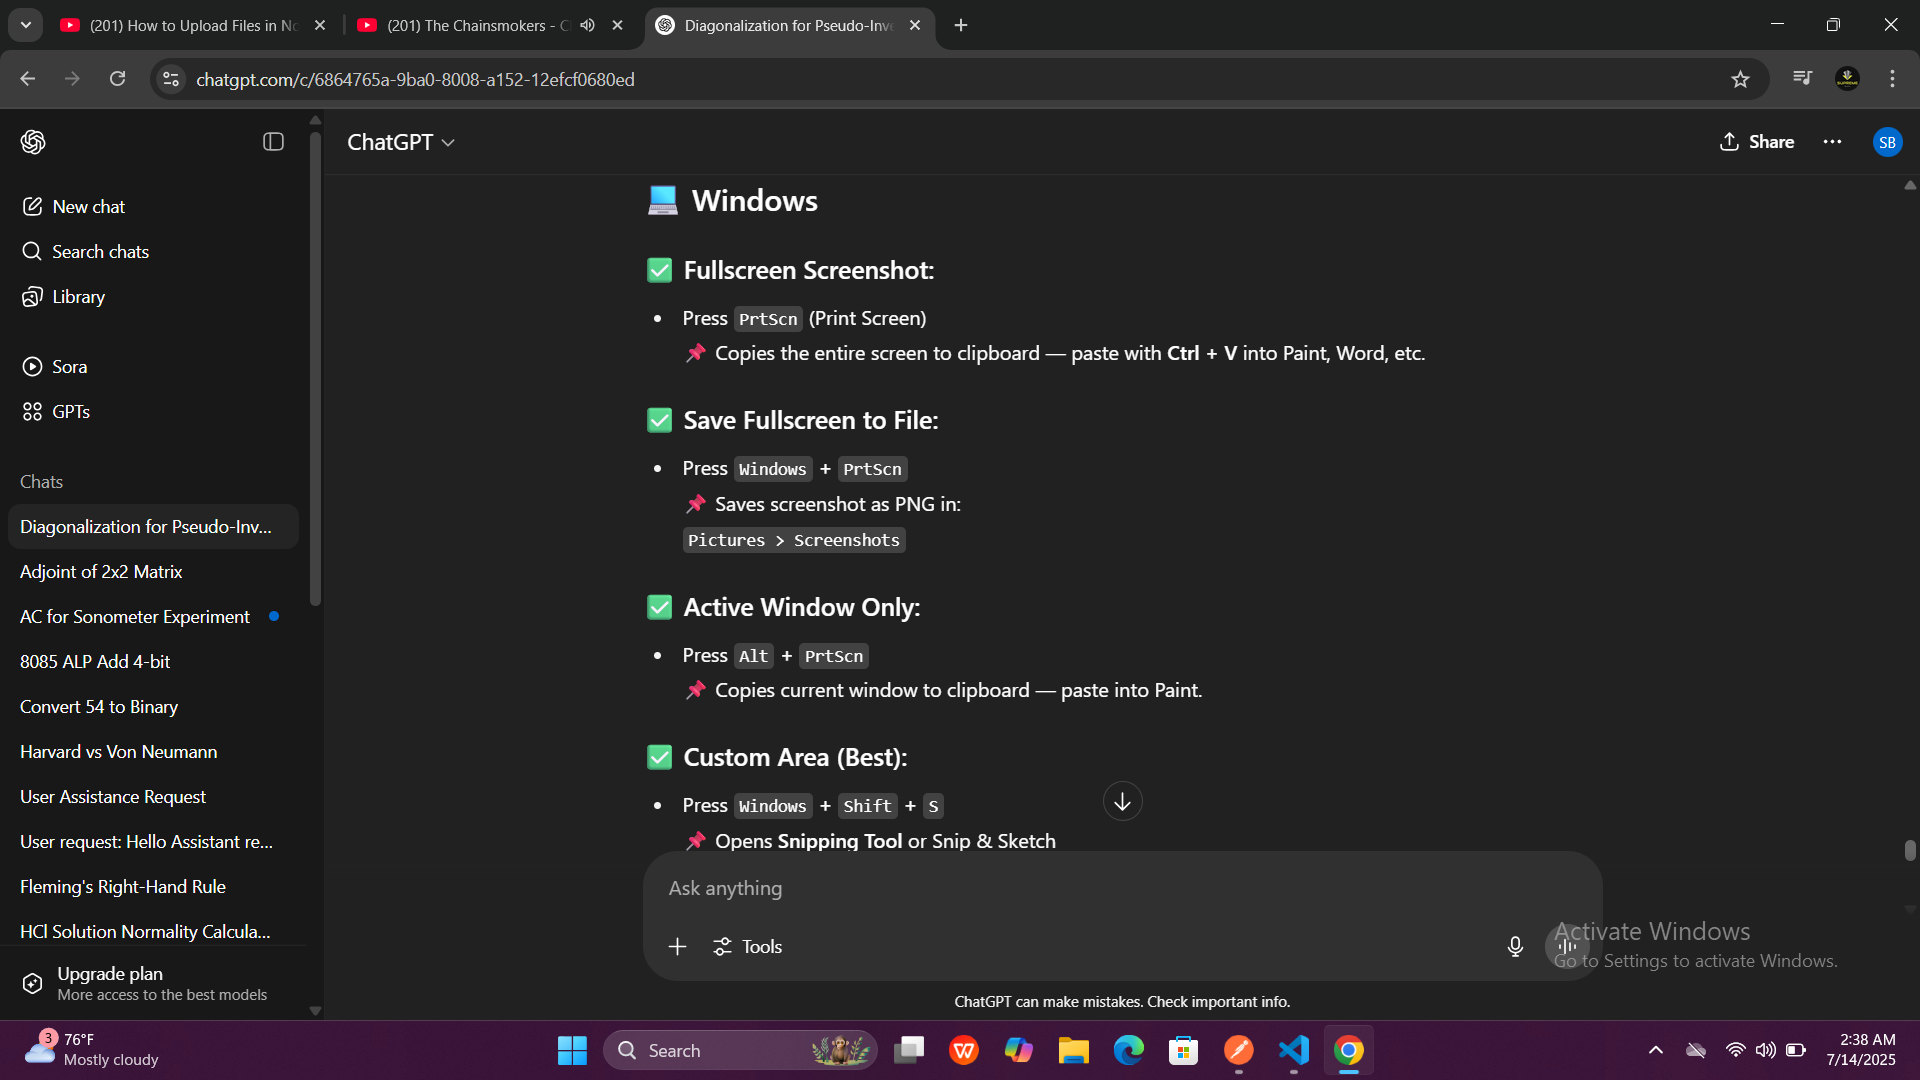 (201) How to Upload Files in No
(201) The Chainsmokers - C
Diagonalization for Pseudo-Inve
chatgpt.com/c/6864765a-9ba0-8008-a152-12efcf0680ed
New chat
Search chats
Library
Sora
GPTs
Chats
Diagonalization for Pseudo-Inv...
Adjoint of 2x2 Matrix
AC for Sonometer Experiment
8085 ALP Add 4-bit
Convert 54 to Binary
Harvard vs Von Neumann
User Assistance Request
User request: Hello Assistant re...
Fleming's Right-Hand Rule
HCl Solution Normality Calcula...
Upgrade plan
More access to the best models
ChatGPT
Share
SB
Windows
Fullscreen Screenshot:
• Press PrtScn (Print Screen)
Copies the entire screen to clipboard — paste with Ctrl + V into Paint, Word, etc.
Save Fullscreen to File:
• Press Windows + PrtScn
Saves screenshot as PNG in:
Pictures > Screenshots
Active Window Only:
• Press Alt + PrtScn
Copies current window to clipboard — paste into Paint.
Custom Area (Best):
• Press Windows + Shift + S
Opens Snipping Tool or Snip & Sketch
Ask anything
Tools
Activate Windows
Go to Settings to activate Windows.
ChatGPT can make mistakes. Check important info.
3
76°F
Mostly cloudy
Search
2:38 AM
7/14/2025